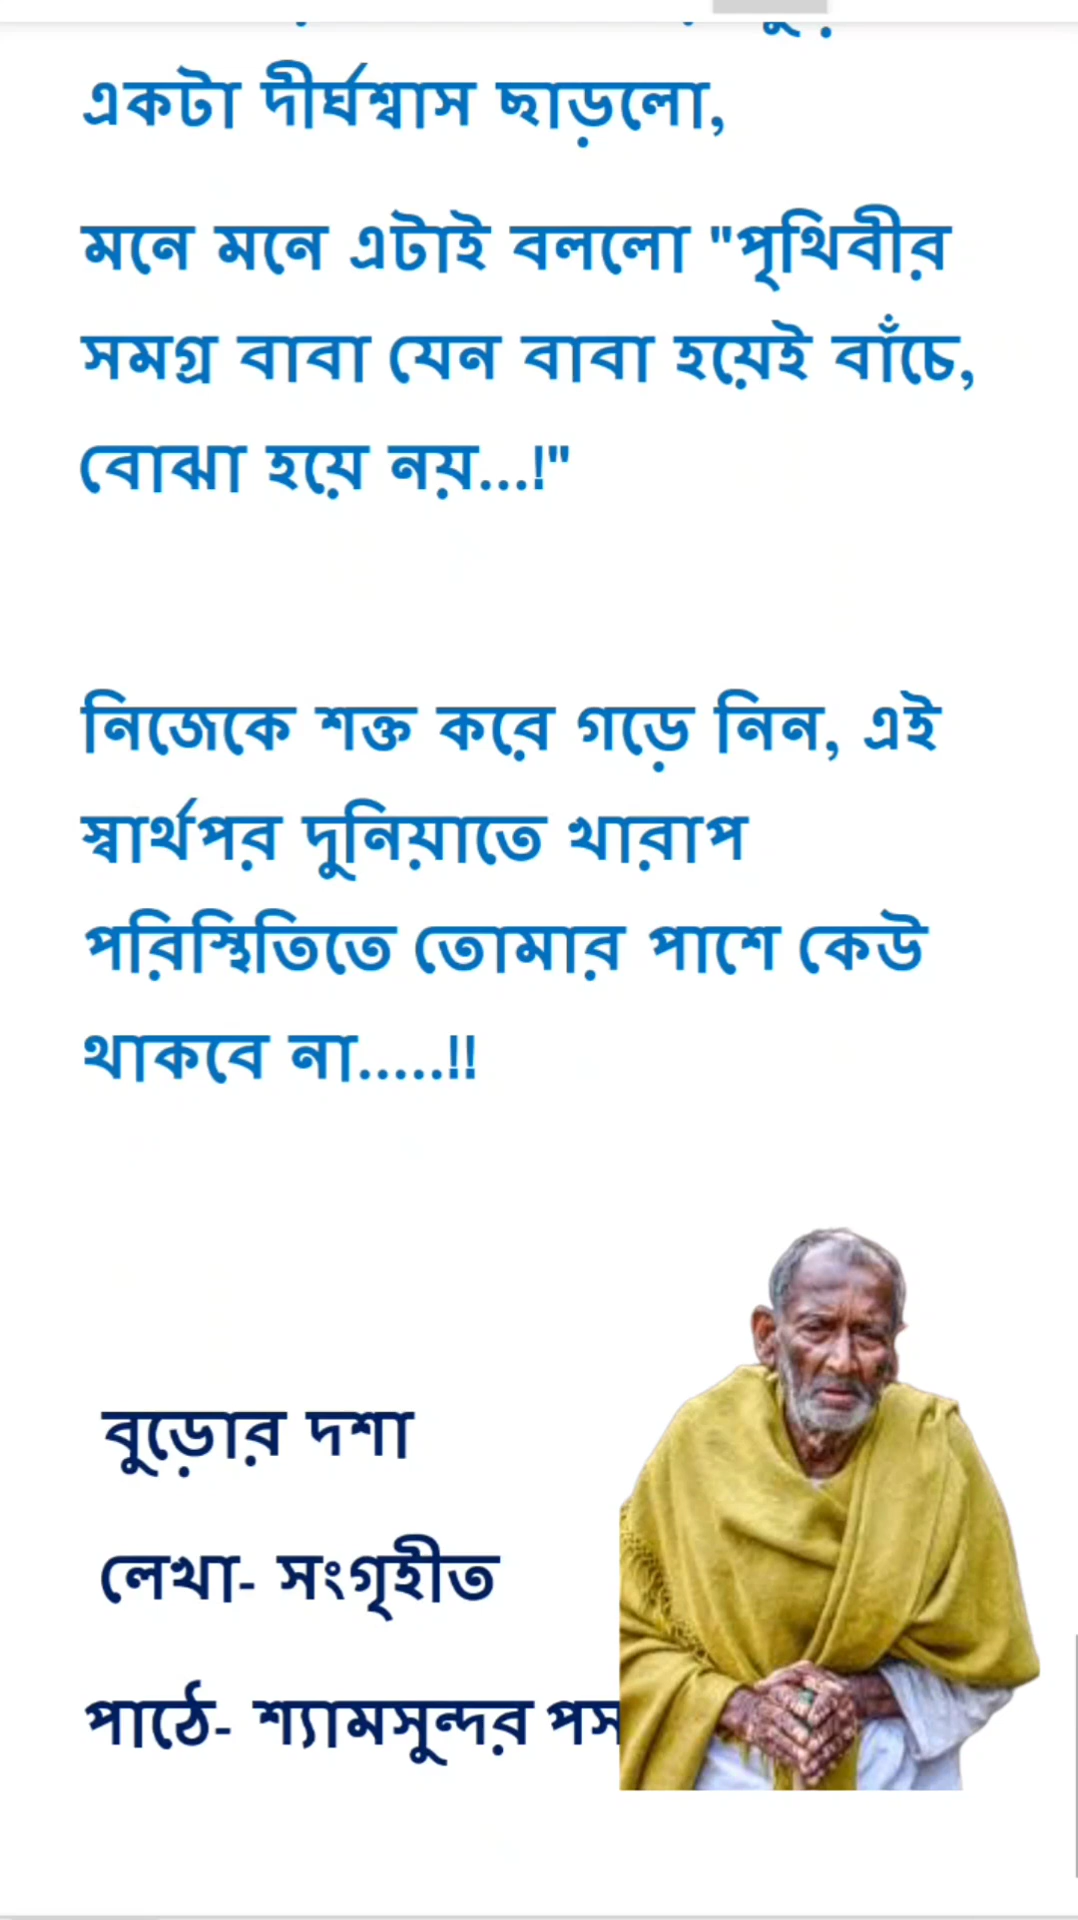 একটা দীর্ঘশ্বাস ছাড়লো,
মনে মনে এটাই বললো "পৃথিবীর
সমগ্র বাবা যেন বাবা হয়েই বাঁচে,
বোঝা হয়ে নয়...!"
নিজেকে শক্ত করে গড়ে নিন, এই
স্বার্থপর দুনিয়াতে খারাপ
পরিস্থিতিতে তোমার পাশে কেউ
থাকবে না.....!!
বুড়োর দশা
লেখা- সংগৃহীত
পাঠে- শ্যামসুন্দর